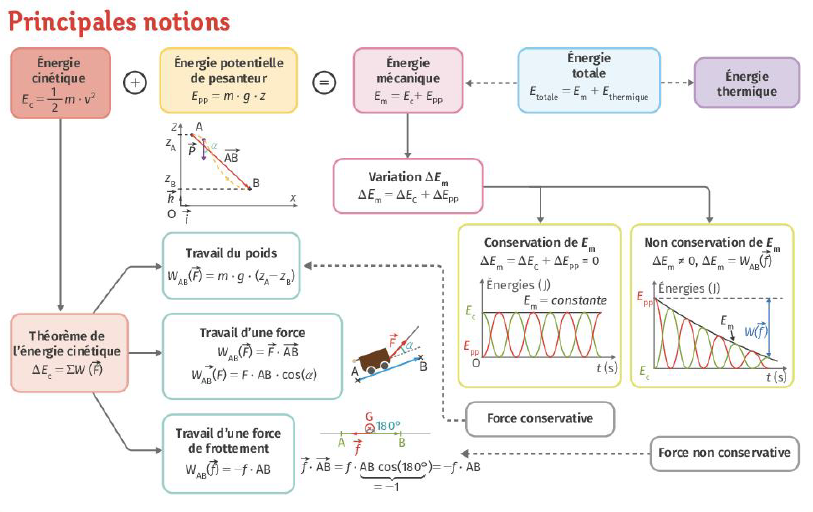 Principales notions
Énergie
cinétique
E_c = 1/2 m · v²
+
Énergie potentielle
de pesanteur
E_pp = m · g · z
=
Énergie
mécanique
E_m = E_c + E_pp
Énergie
totale
E_totale = E_m + E_thermique
Énergie
thermique
z
A
z_A
P⃗
α
AB⃗
z_B
B
k⃗
O
i⃗
x
Variation ΔE_m
ΔE_m = ΔE_c + ΔE_pp
Travail du poids
W_AB(F⃗) = m · g · (z_A − z_B)
Conservation de E_m
ΔE_m = ΔE_c + ΔE_pp = 0
Énergies (J)
E_m = constante
E_c
E_pp
O
t (s)
Non conservation de E_m
ΔE_m ≠ 0, ΔE_m = W_AB(f⃗)
Énergies (J)
E_pp
E_m
W(f⃗)
E_c
t (s)
Théorème de
l'énergie cinétique
ΔE_c = ΣW (F⃗)
Travail d'une force
W_AB(F⃗) = F⃗ · AB⃗
W_AB⃗(F) = F · AB · cos(α)
F⃗
α
A
B
Force conservative
Travail d'une force
de frottement
W_AB(f⃗) = −f · AB
G
180°
A
f⃗
B
f⃗ · AB⃗ = f · AB cos(180°) = −f · AB
= −1
Force non conservative